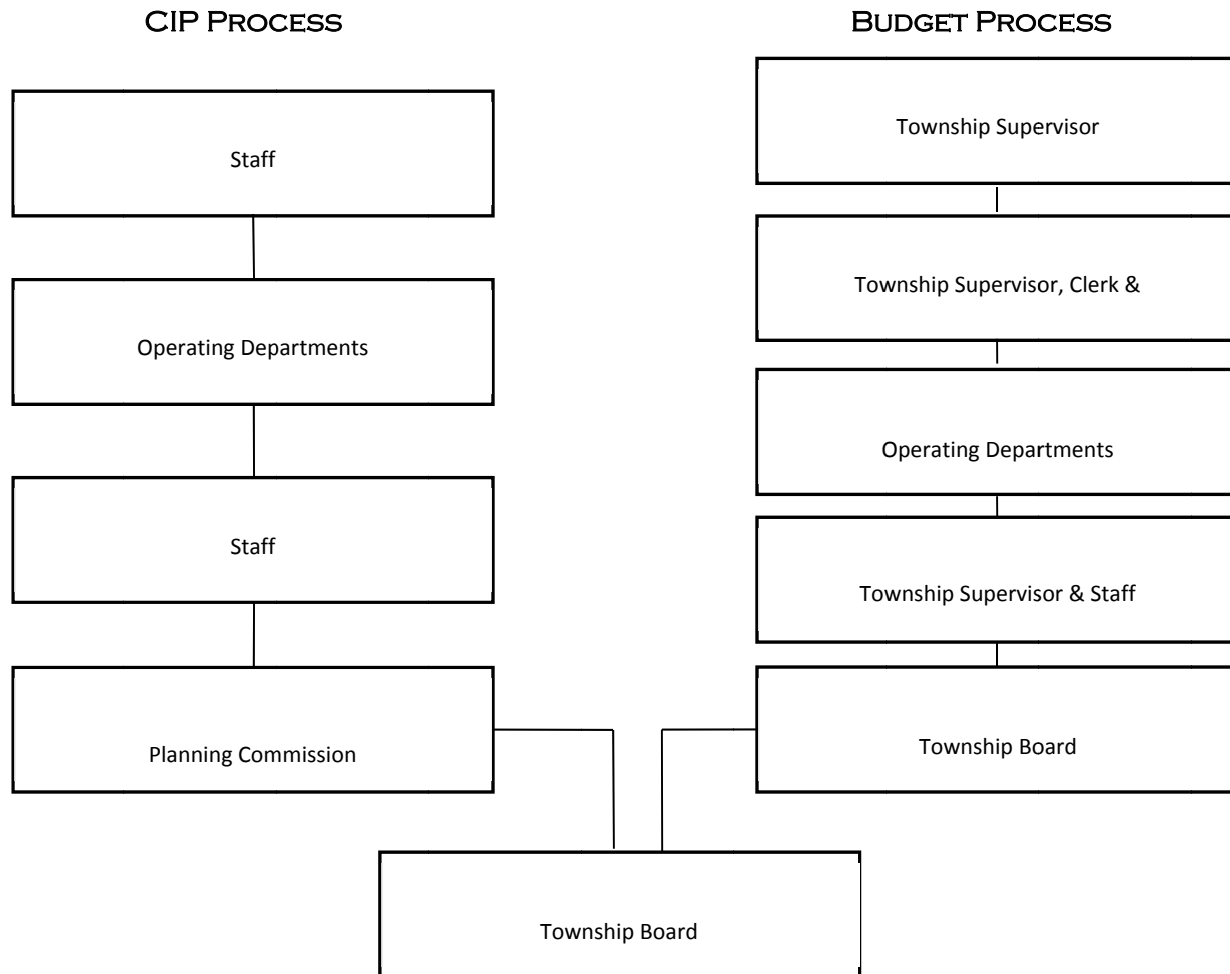 CIP PROCESS
Staff
Operating Departments
Staff
Planning Commission
BUDGET PROCESS
Township Supervisor
Township Supervisor, Clerk &
Operating Departments
Township Supervisor & Staff
Township Board
Township Board